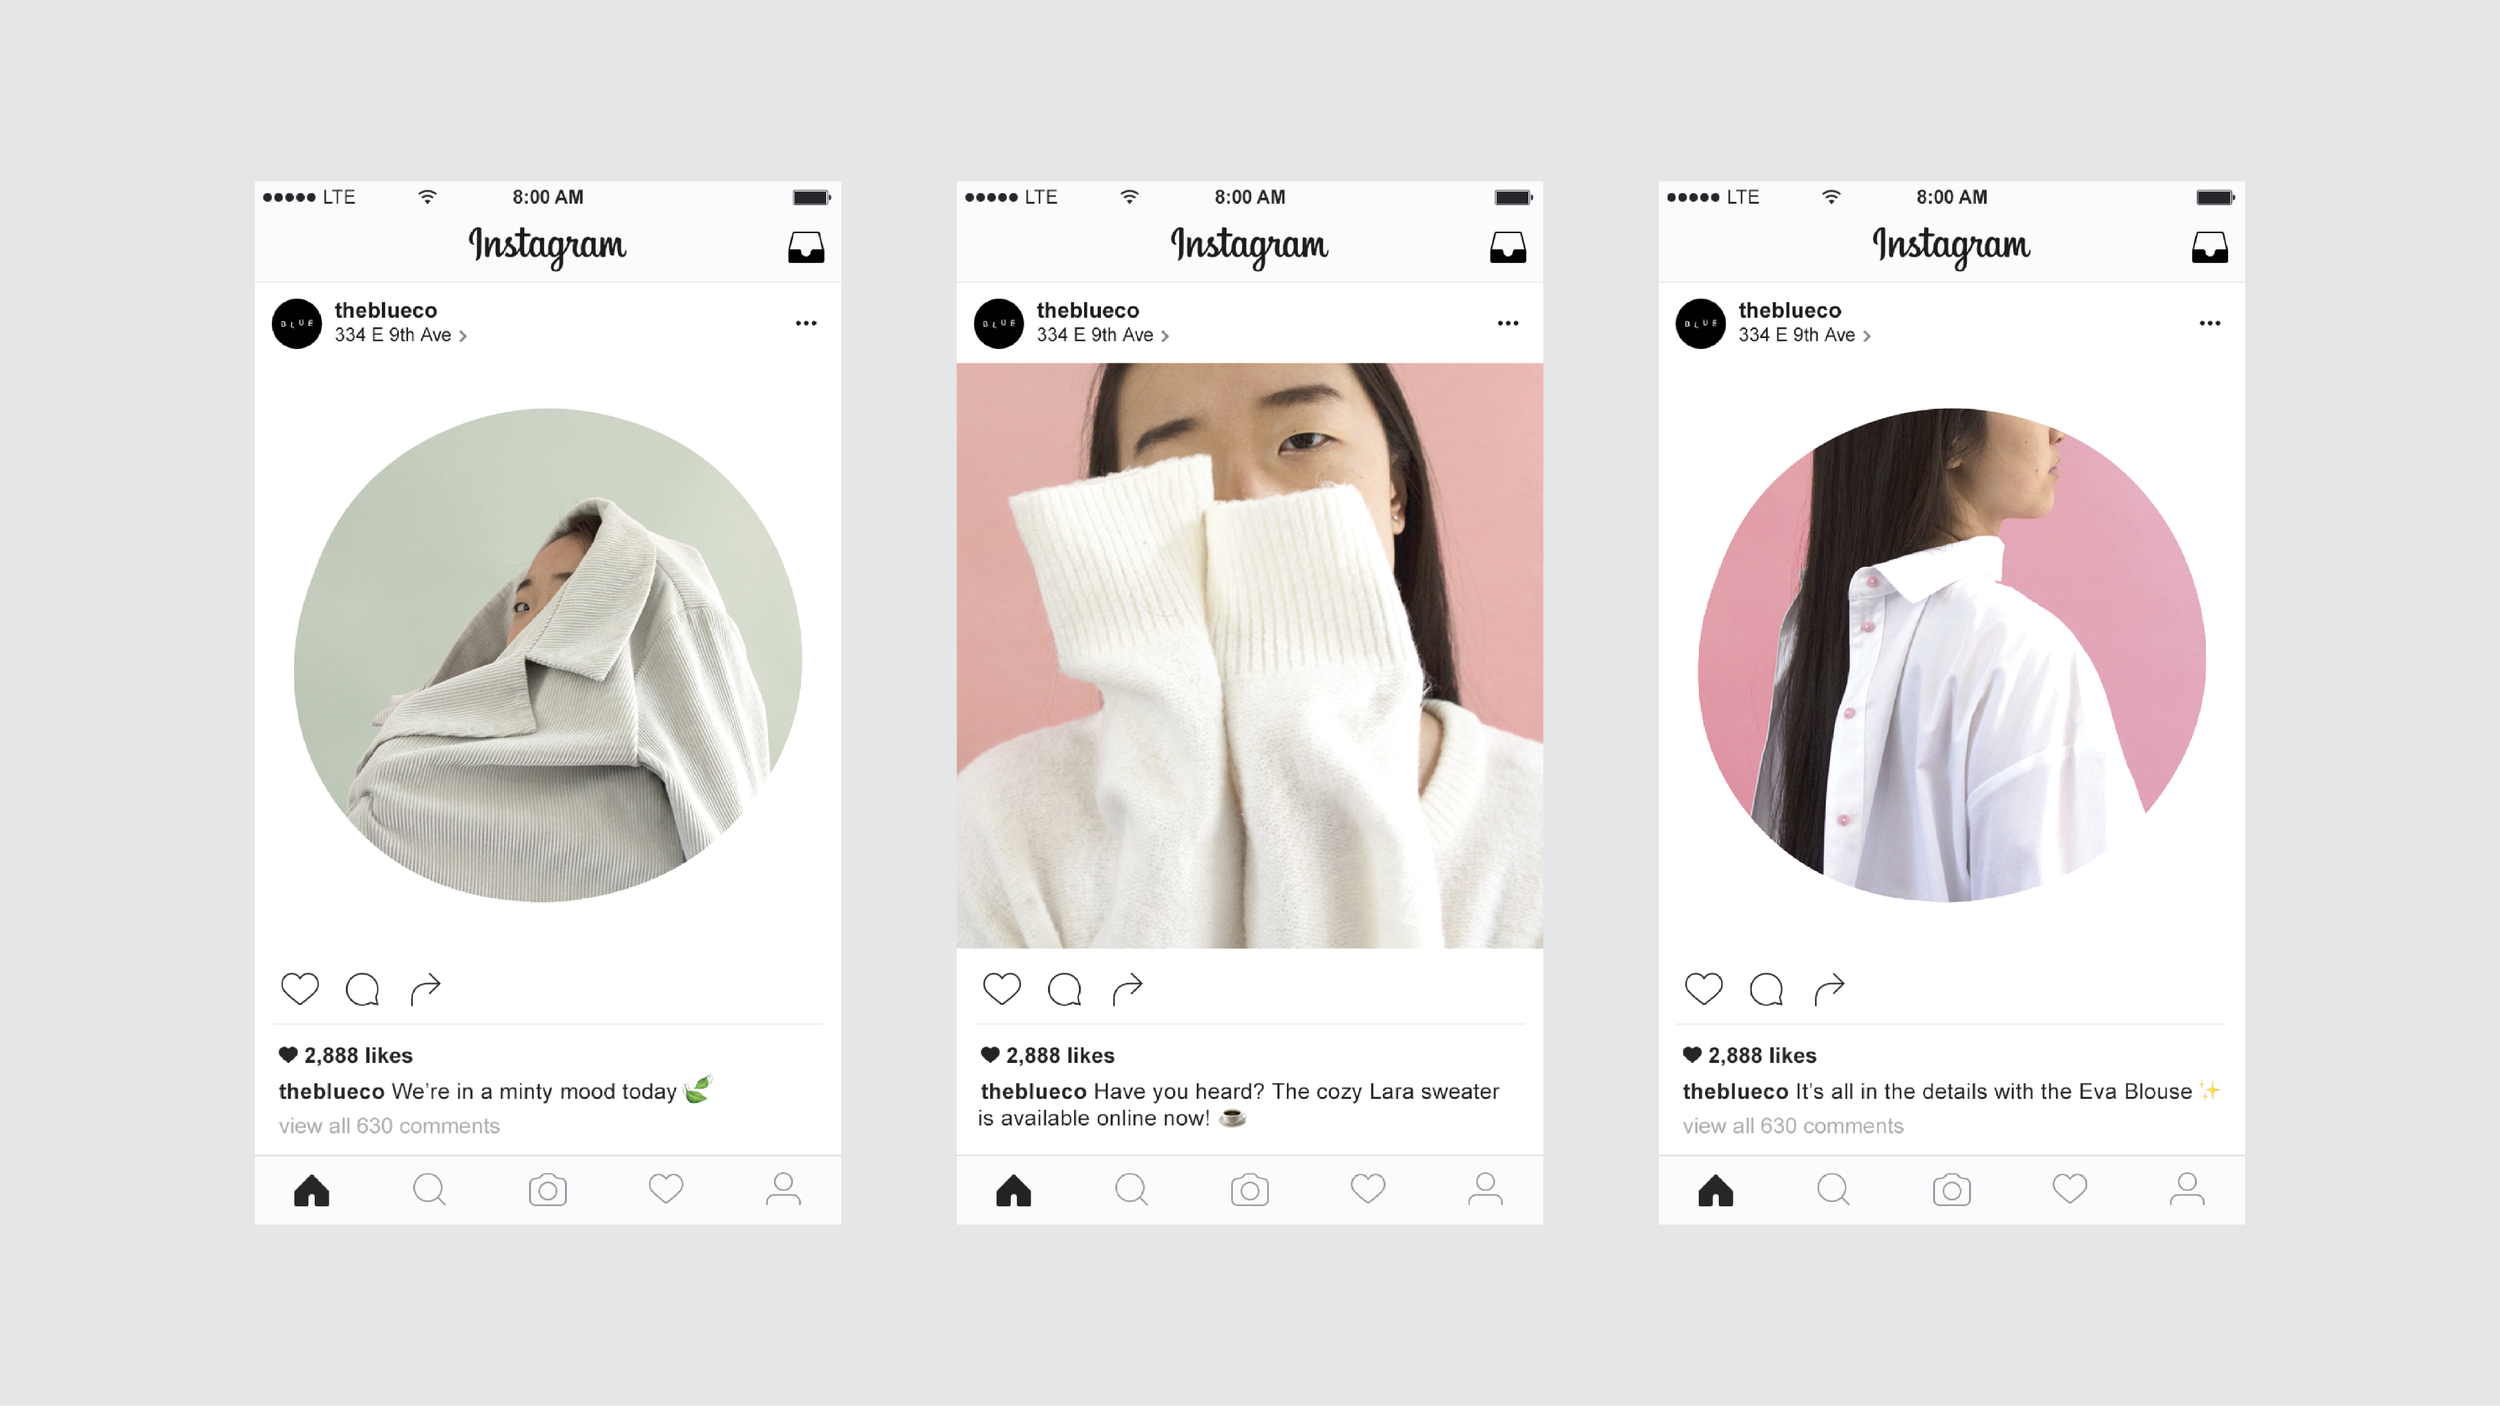 LTE 8:00 AM
Instagram
BLUE
theblueco
334 E 9th Ave >
2,888 likes
theblueco We’re in a minty mood today 🌿
view all 630 comments
LTE 8:00 AM
Instagram
BLUE
theblueco
334 E 9th Ave >
2,888 likes
theblueco Have you heard? The cozy Lara sweater
is available online now! ☕
LTE 8:00 AM
Instagram
BLUE
theblueco
334 E 9th Ave >
2,888 likes
theblueco It’s all in the details with the Eva Blouse ✨
view all 630 comments